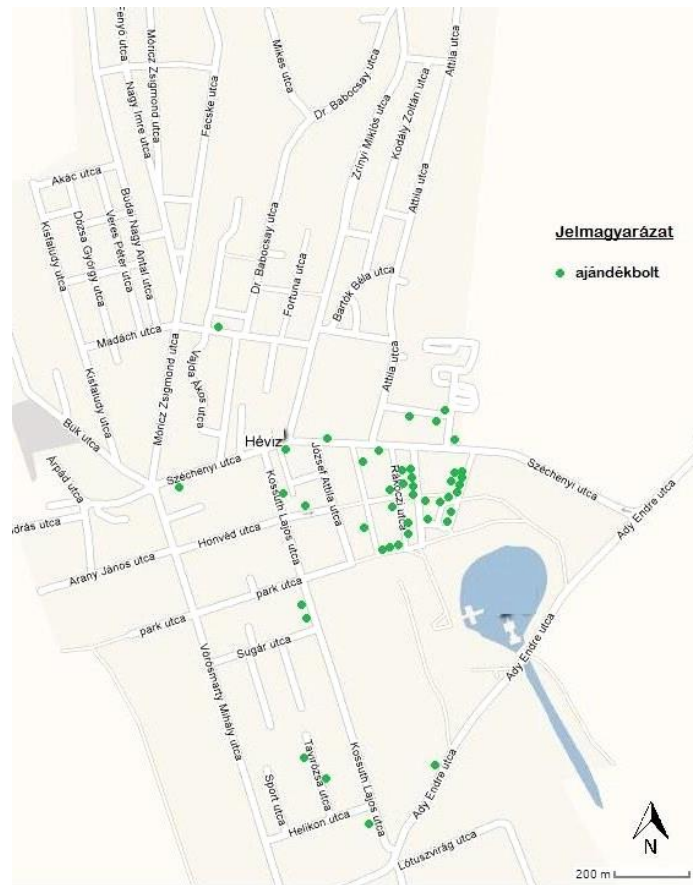 Fenyő utca
Móricz Zsigmond utca
Nagy Imre utca
Fecske utca
Mikes utca
Dr. Babocsay utca
Zrínyi Miklós utca
Kodály Zoltán utca
Attila utca
Attila utca
Akác utca
Kisfaludy utca
Dózsa György utca
Veres Péter utca
Budai Nagy Antal utca
Dr. Babocsay utca
Fortuna utca
Bartók Béla utca
Jelmagyarázat
ajándékbolt
Madách utca
Kisfaludy utca
Móricz Zsigmond utca
Vajda Ákos utca
Attila utca
Buk utca
Hévíz
Árpád utca
Széchenyi utca
Kossuth Lajos utca
József Attila utca
Rákóczi utca
Széchenyi utca
Ady Endre utca
drás utca
Honvéd utca
Arany János utca
park utca
park utca
Sugár utca
Vörösmarty Mihály utca
Ady Endre utca
Tavirózsa utca
Sport utca
Kossuth Lajos utca
Ady Endre utca
Helikon utca
Lótuszvirág utca
N
200 m